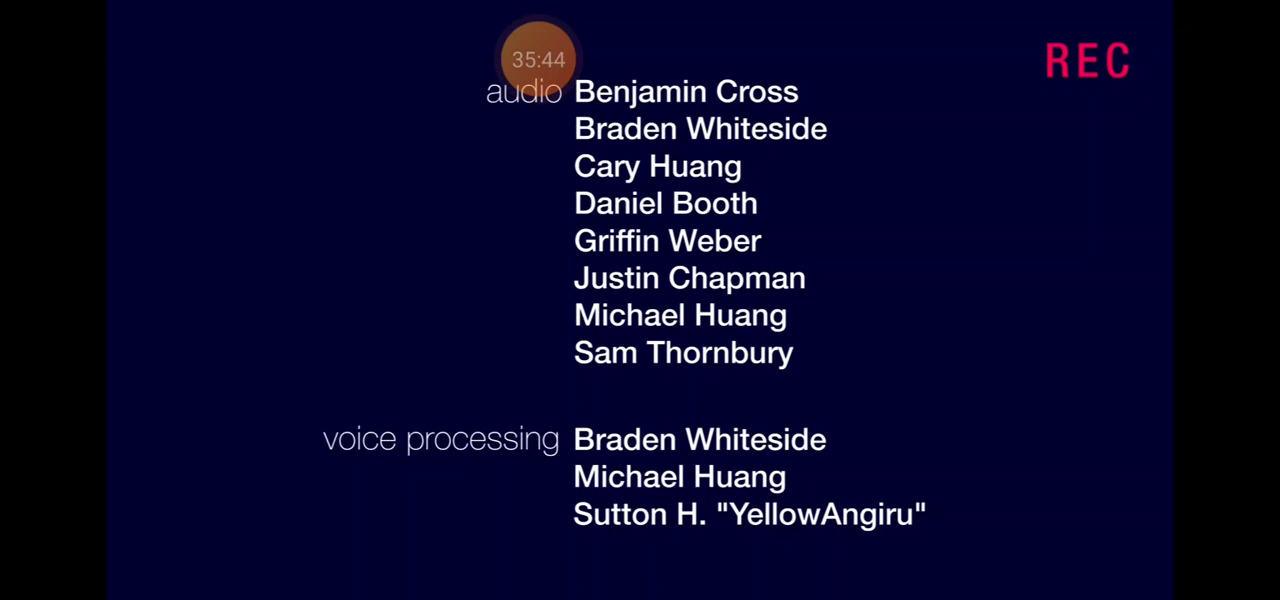 35:44
REC
audio Benjamin Cross
Braden Whiteside
Cary Huang
Daniel Booth
Griffin Weber
Justin Chapman
Michael Huang
Sam Thornbury
voice processing Braden Whiteside
Michael Huang
Sutton H. "YellowAngiru"